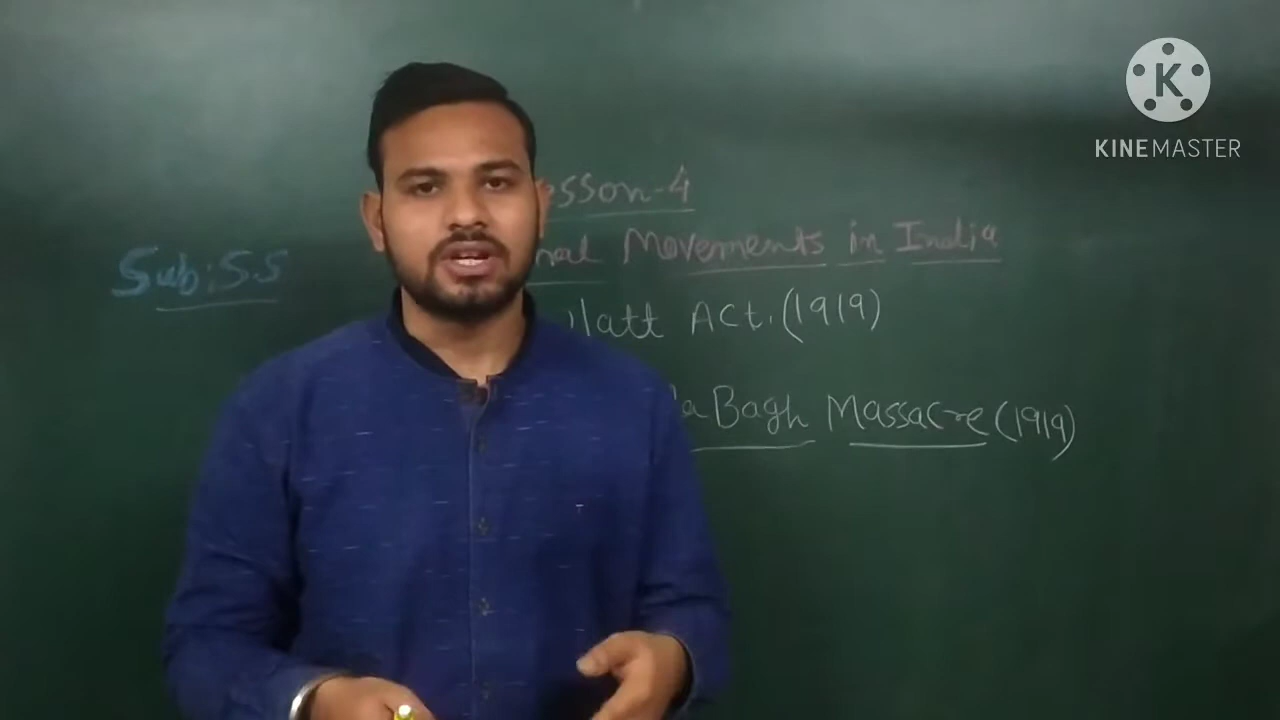 KINEMASTER
esson-4
Sub: S.S
nal Movements in India
latt Act. (1919)
a Bagh Massacre (1919)